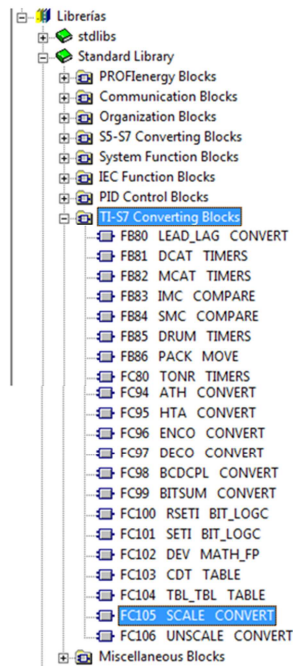 Librerías
stdlibs
Standard Library
PROFIenergy Blocks
Communication Blocks
Organization Blocks
S5-S7 Converting Blocks
System Function Blocks
IEC Function Blocks
PID Control Blocks
TI-S7 Converting Blocks
FB80 LEAD_LAG CONVERT
FB81 DCAT TIMERS
FB82 MCAT TIMERS
FB83 IMC COMPARE
FB84 SMC COMPARE
FB85 DRUM TIMERS
FB86 PACK MOVE
FC80 TONR TIMERS
FC94 ATH CONVERT
FC95 HTA CONVERT
FC96 ENCO CONVERT
FC97 DECO CONVERT
FC98 BCDCPL CONVERT
FC99 BITSUM CONVERT
FC100 RSETI BIT_LOGC
FC101 SETI BIT_LOGC
FC102 DEV MATH_FP
FC103 CDT TABLE
FC104 TBL_TBL TABLE
FC105 SCALE CONVERT
FC106 UNSCALE CONVERT
Miscellaneous Blocks